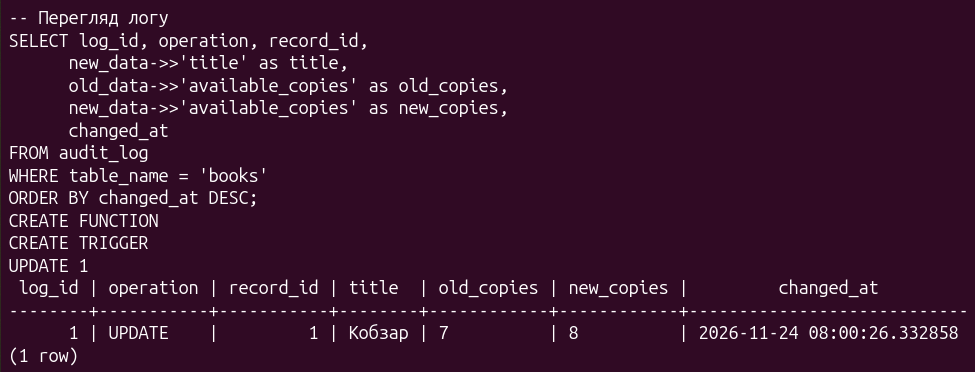 -- Перегляд логу
SELECT log_id, operation, record_id,
      new_data->>'title' as title,
      old_data->>'available_copies' as old_copies,
      new_data->>'available_copies' as new_copies,
      changed_at
FROM audit_log
WHERE table_name = 'books'
ORDER BY changed_at DESC;
CREATE FUNCTION
CREATE TRIGGER
UPDATE 1
 log_id | operation | record_id | title  | old_copies | new_copies |         changed_at
--------+-----------+-----------+--------+------------+------------+----------------------------
      1 | UPDATE    |         1 | Кобзар | 7          | 8          | 2026-11-24 08:00:26.332858
(1 row)